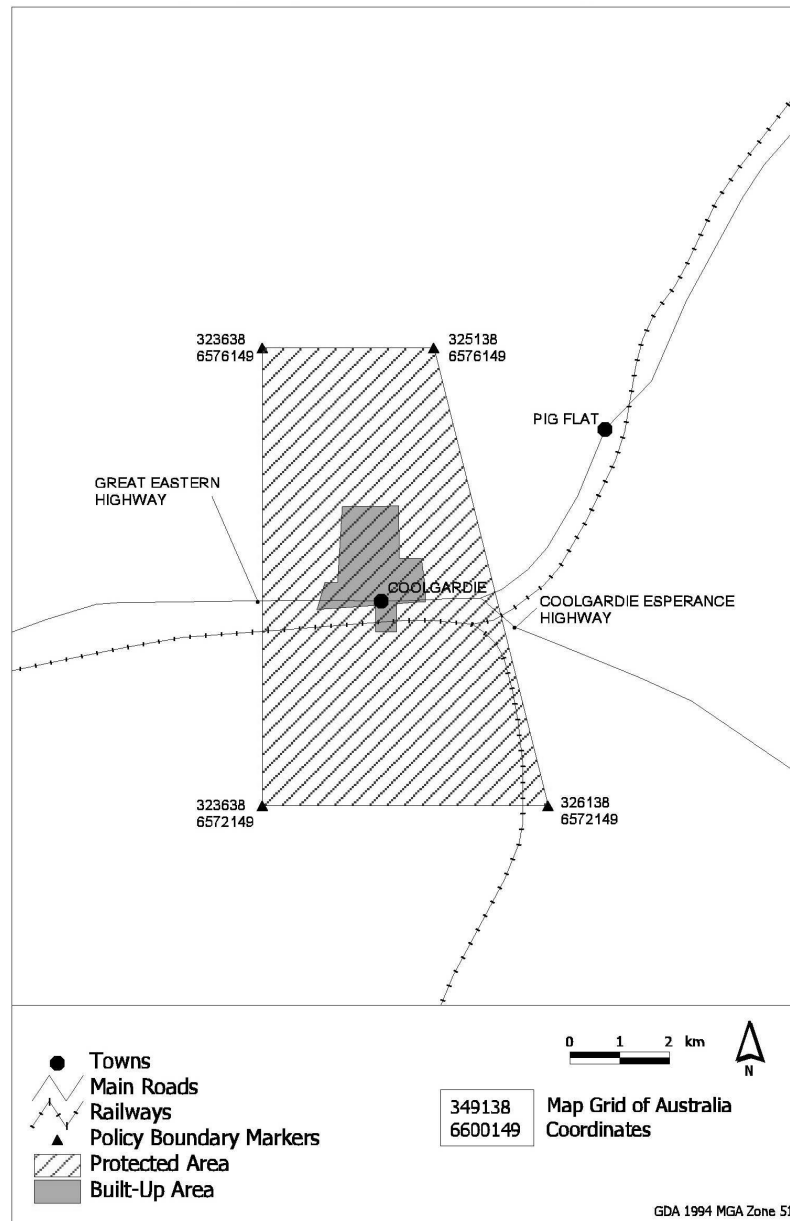 323638
6576149
325138
6576149
PIG FLAT
GREAT EASTERN
HIGHWAY
COOLGARDIE
COOLGARDIE ESPERANCE
HIGHWAY
323638
6572149
326138
6572149
Towns
Main Roads
Railways
Policy Boundary Markers
Protected Area
Built-Up Area
0 1 2 km
N
349138
6600149
Map Grid of Australia
Coordinates
GDA 1994 MGA Zone 51